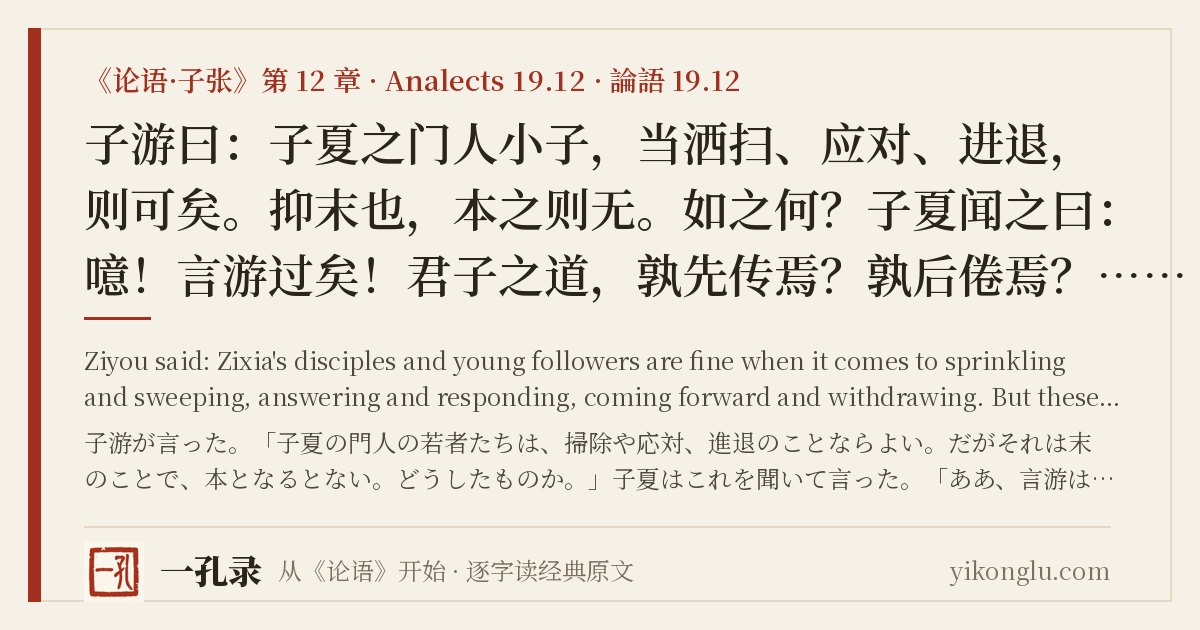 《论语·子张》第 12 章 · Analects 19.12 · 論語 19.12
子游曰：子夏之门人小子，当洒扫、应对、进退，
则可矣。抑末也，本之则无。如之何？子夏闻之曰：
噫！言游过矣！君子之道，孰先传焉？孰后倦焉？……
Ziyou said: Zixia's disciples and young followers are fine when it comes to sprinkling
and sweeping, answering and responding, coming forward and withdrawing. But these...
子游が言った。「子夏の門人の若者たちは、掃除や応対、進退のことならよい。だがそれは末
のことで、本となるとない。どうしたものか。」子夏はこれを聞いて言った。「ああ、言游は…
一孔
一孔录
从《论语》开始 · 逐字读经典原文
yikonglu.com